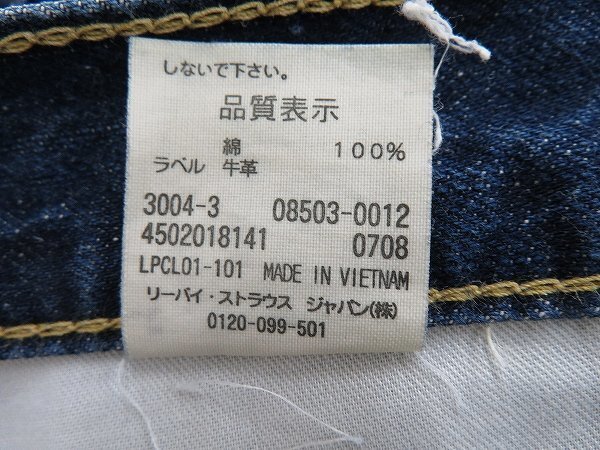 しないで下さい。
品質表示
綿 100%
ラベル 牛革
3004-3 08503-0012
4502018141 0708
LPCL01-101 MADE IN VIETNAM
リーバイ・ストラウス ジャパン(株)
0120-099-501